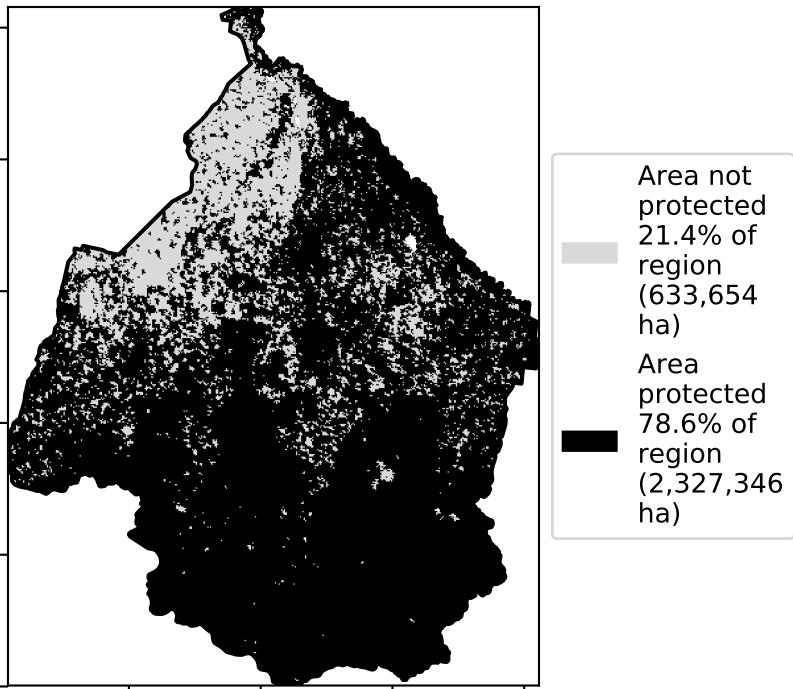 Area not
protected
21.4% of
region
(633,654
ha)
Area
protected
78.6% of
region
(2,327,346
ha)